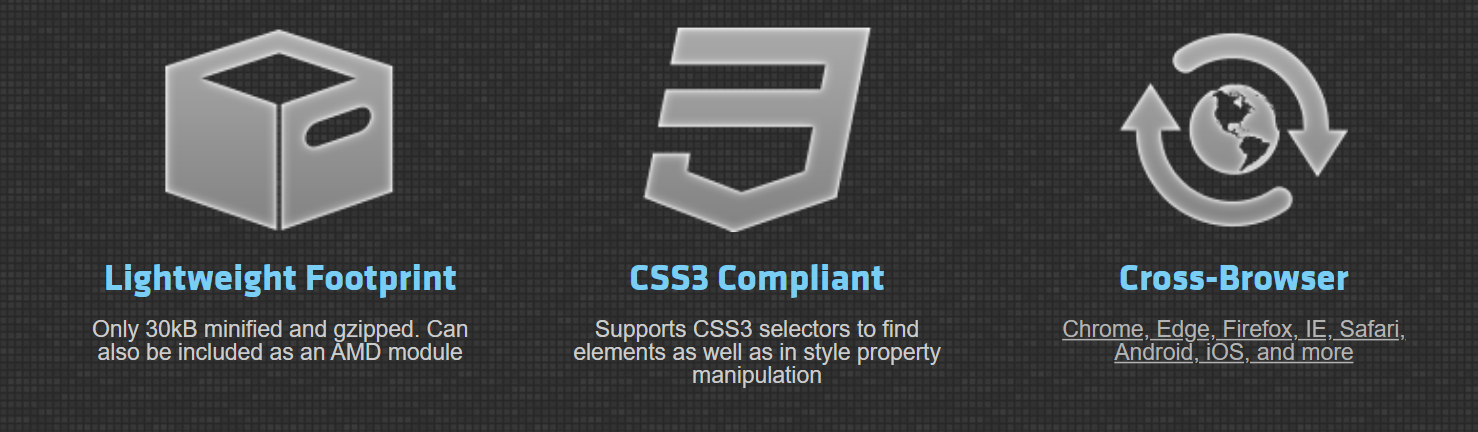 Lightweight Footprint
Only 30kB minified and gzipped. Can
also be included as an AMD module
CSS3 Compliant
Supports CSS3 selectors to find
elements as well as in style property
manipulation
Cross-Browser
Chrome, Edge, Firefox, IE, Safari,
Android, iOS, and more